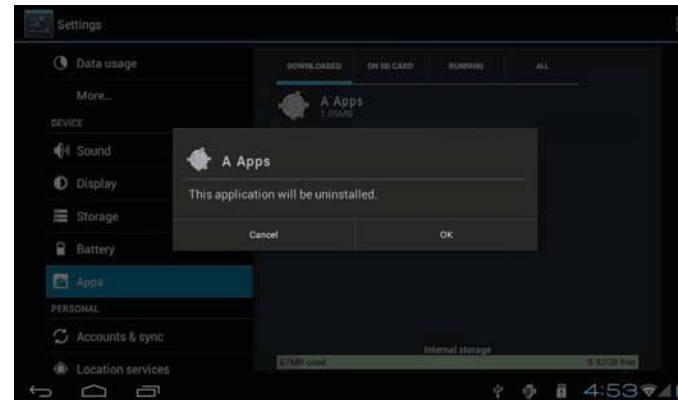 Settings
Data usage
More...
DEVICE
Sound
Display
Storage
Battery
Apps
PERSONAL
Accounts & sync
Location services
DOWNLOADED ON SD CARD RUNNING ALL
A Apps
1.05MB
A Apps
This application will be uninstalled.
Cancel OK
Internal storage
67MB used free
4:53